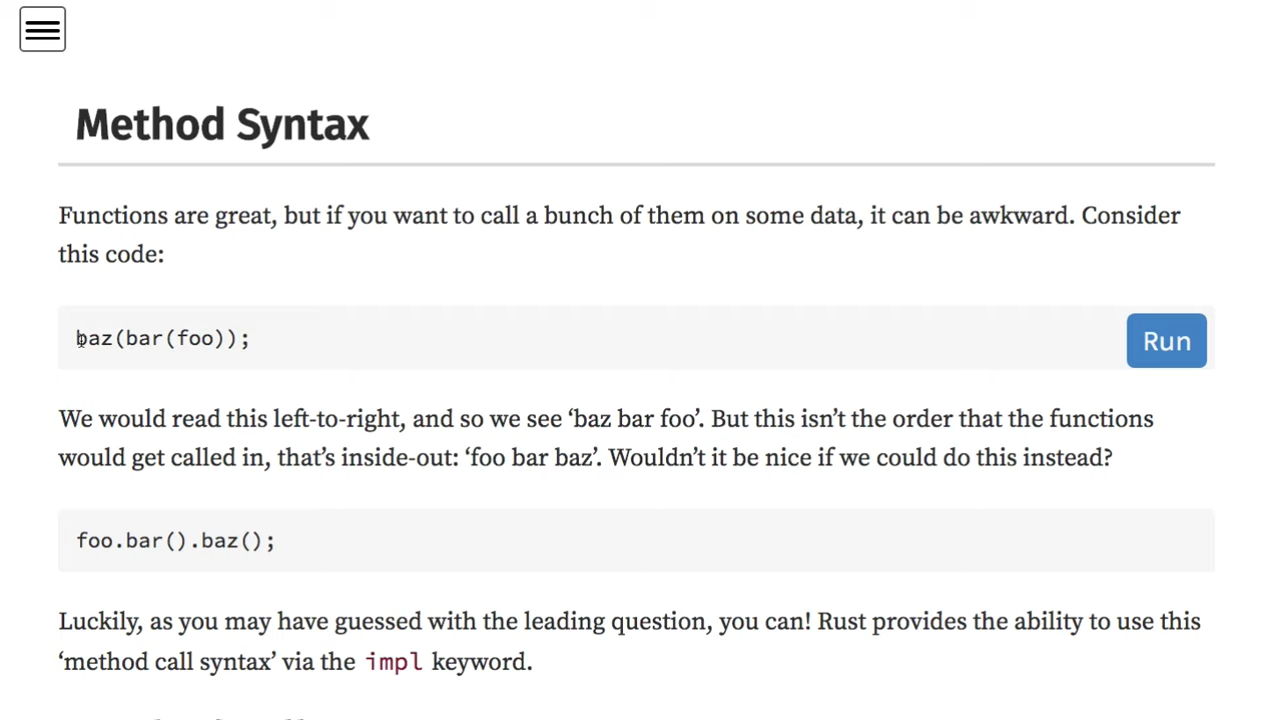 Method Syntax
Functions are great, but if you want to call a bunch of them on some data, it can be awkward. Consider
this code:
baz(bar(foo));
Run
We would read this left-to-right, and so we see ‘baz bar foo’. But this isn’t the order that the functions
would get called in, that’s inside-out: ‘foo bar baz’. Wouldn’t it be nice if we could do this instead?
foo.bar().baz();
Luckily, as you may have guessed with the leading question, you can! Rust provides the ability to use this
‘method call syntax’ via the impl keyword.